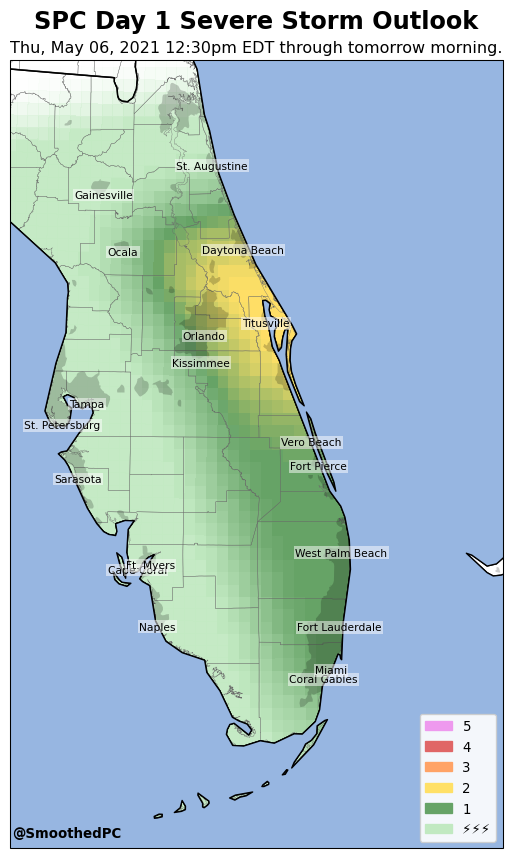 SPC Day 1 Severe Storm Outlook
Thu, May 06, 2021 12:30pm EDT through tomorrow morning.
St. Augustine
Gainesville
Daytona Beach
Ocala
Titusville
Orlando
Kissimmee
Tampa
St. Petersburg
Vero Beach
Fort Pierce
Sarasota
West Palm Beach
Ft. Myers
Cape Coral
Naples
Fort Lauderdale
Miami
Coral Gables
5
4
3
2
1
⚡⚡⚡
@SmoothedPC